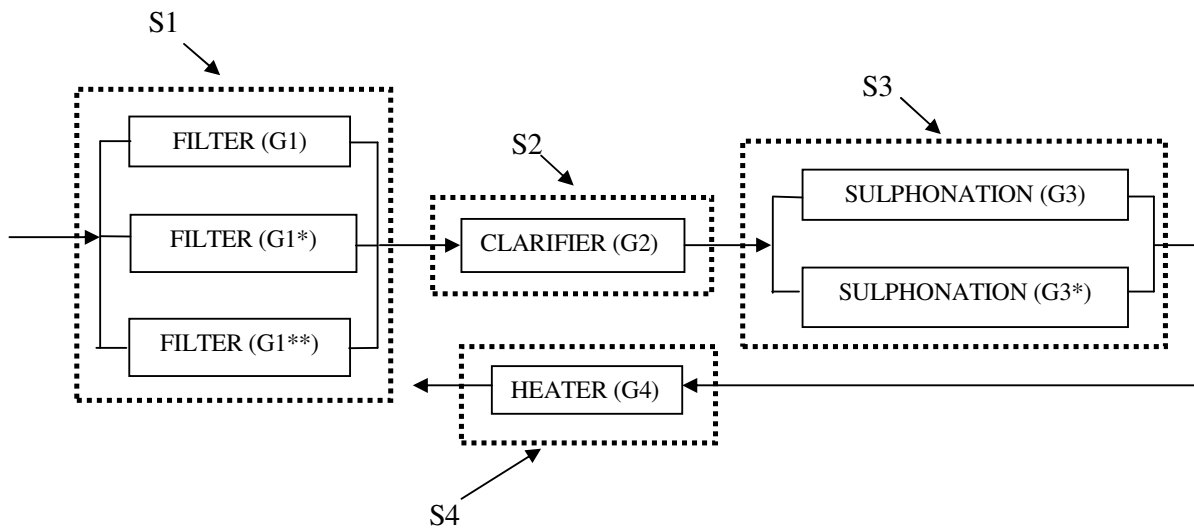 S1
FILTER (G1)
FILTER (G1*)
FILTER (G1**)
S2
CLARIFIER (G2)
S3
SULPHONATION (G3)
SULPHONATION (G3*)
HEATER (G4)
S4